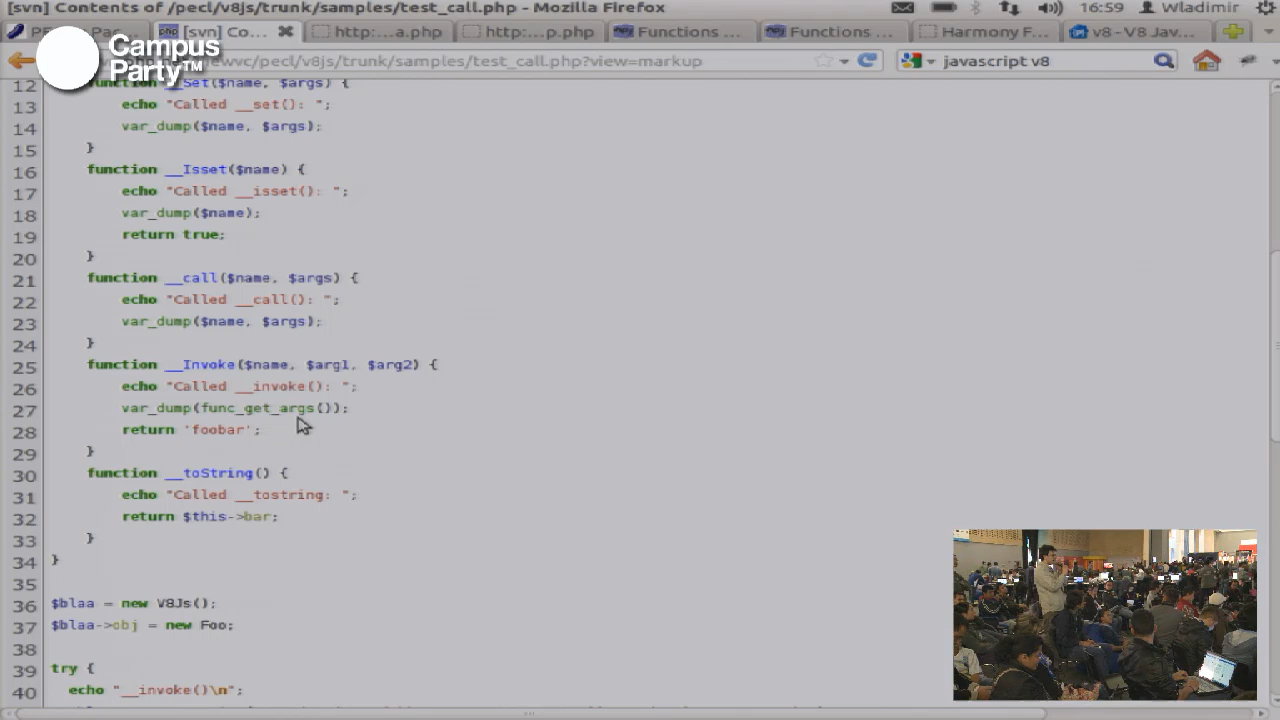 [svn] Contents of /pecl/v8js/trunk/samples/test_call.php - Mozilla Firefox
16:59 Wladimir
[svn] Co... http:...a.php http:...p.php Functions ... Functions ... Harmony F... v8 - V8 Jav...
Campus
Party™
pecl/v8js/trunk/samples/test_call.php?view=markup
javascript v8
12 function __Set($name, $args) {
13 echo "Called __set(): ";
14 var_dump($name, $args);
15 }
16 function __Isset($name) {
17 echo "Called __isset(): ";
18 var_dump($name);
19 return true;
20 }
21 function __call($name, $args) {
22 echo "Called __call(): ";
23 var_dump($name, $args);
24 }
25 function __Invoke($name, $arg1, $arg2) {
26 echo "Called __invoke(): ";
27 var_dump(func_get_args());
28 return 'foobar';
29 }
30 function __toString() {
31 echo "Called __tostring: ";
32 return $this->bar;
33 }
34 }
35
36 $blaa = new V8Js();
37 $blaa->obj = new Foo;
38
39 try {
40 echo "__invoke()\n";